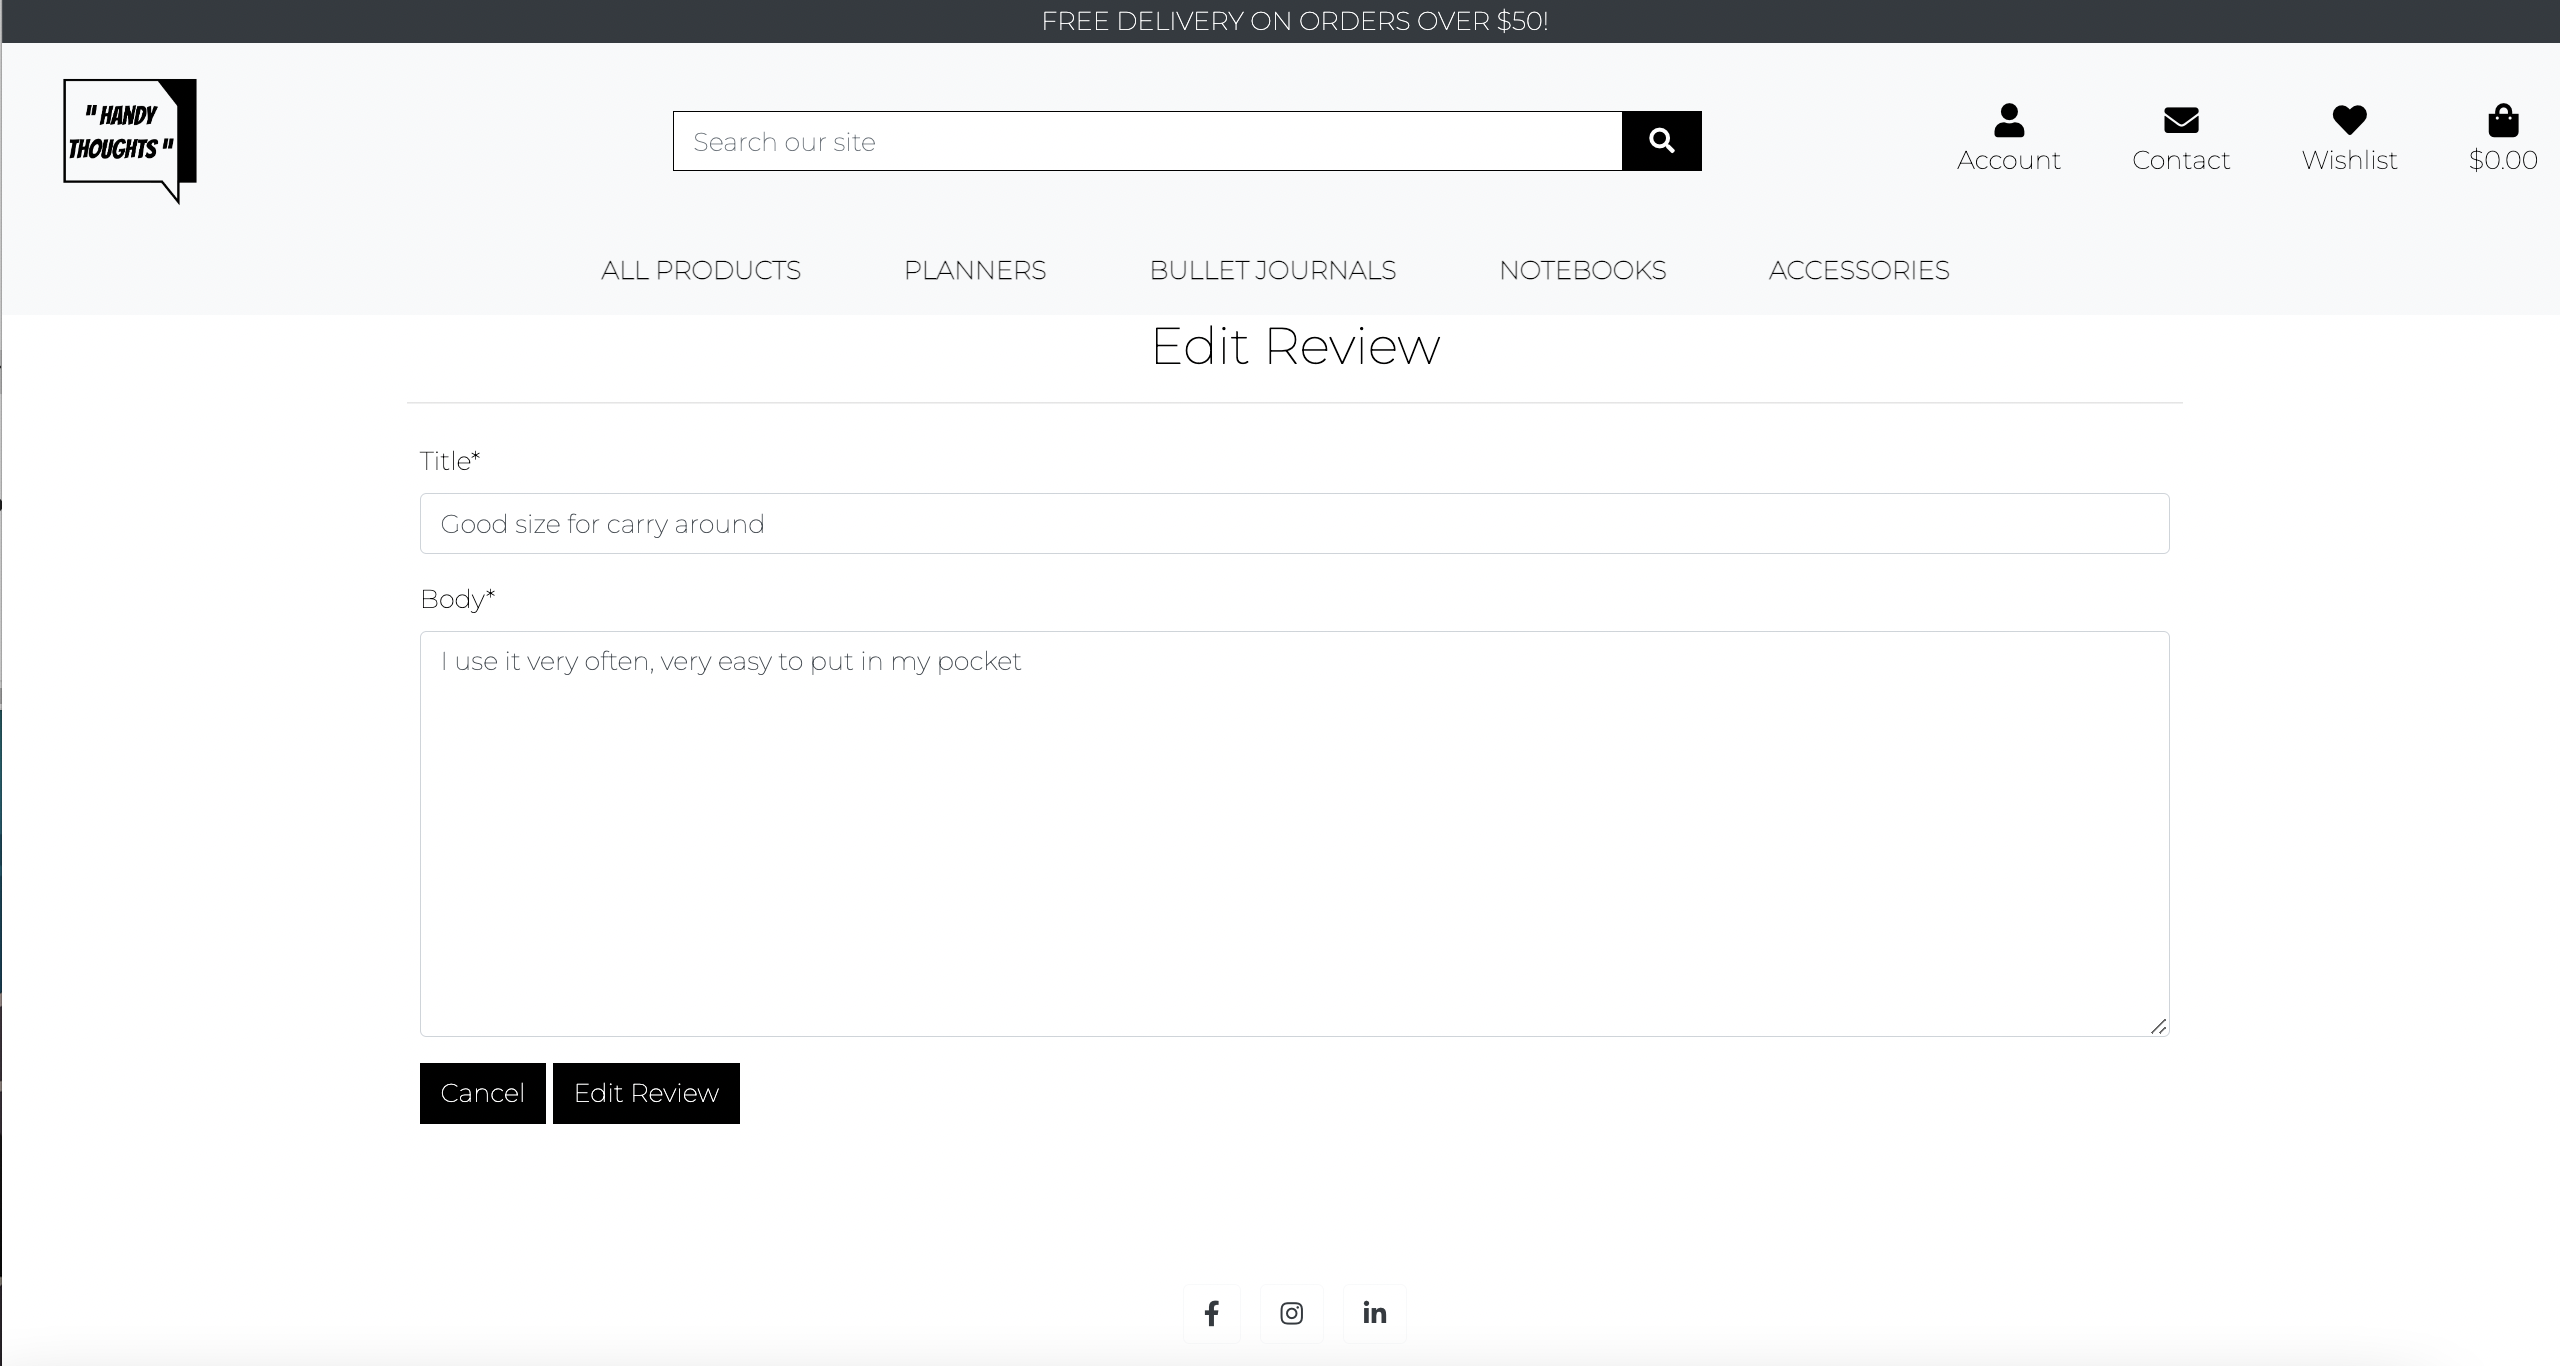 FREE DELIVERY ON ORDERS OVER $50!
" HANDY
THOUGHTS "
Search our site
Account
Contact
Wishlist
$0.00
ALL PRODUCTS
PLANNERS
BULLET JOURNALS
NOTEBOOKS
ACCESSORIES
Edit Review
Title*
Good size for carry around
Body*
I use it very often, very easy to put in my pocket
Cancel
Edit Review